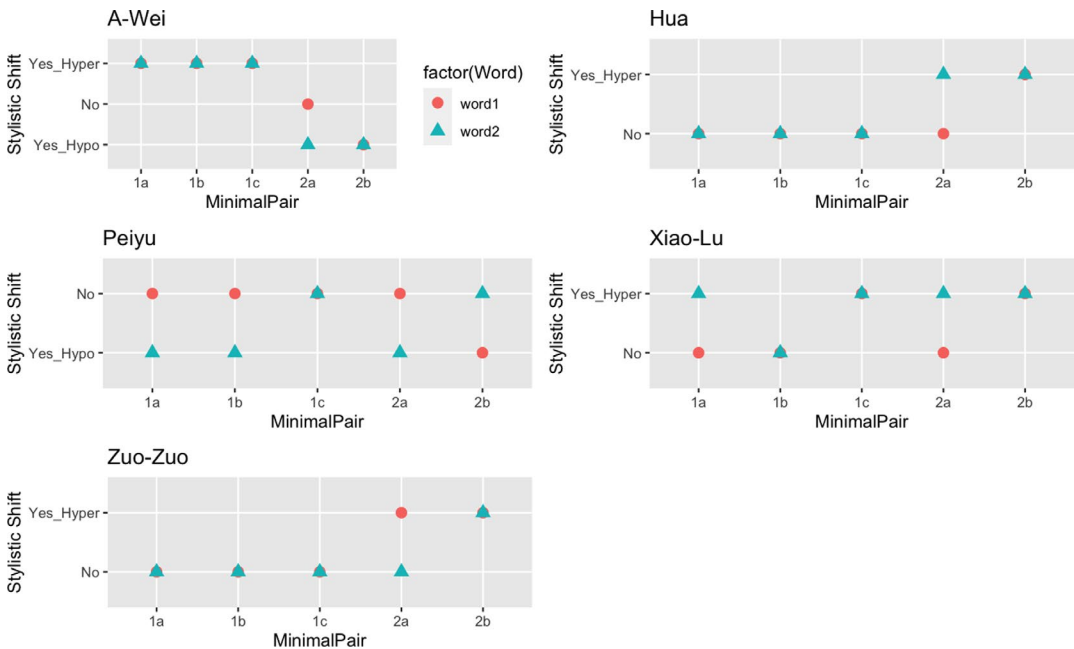 A-Wei
Stylistic Shift
Yes_Hyper
No
Yes_Hypo
1a 1b 1c 2a 2b
MinimalPair
factor(Word)
word1
word2
Hua
Stylistic Shift
Yes_Hyper
No
1a 1b 1c 2a 2b
MinimalPair
Peiyu
Stylistic Shift
No
Yes_Hypo
1a 1b 1c 2a 2b
MinimalPair
Xiao-Lu
Stylistic Shift
Yes_Hyper
No
1a 1b 1c 2a 2b
MinimalPair
Zuo-Zuo
Stylistic Shift
Yes_Hyper
No
1a 1b 1c 2a 2b
MinimalPair